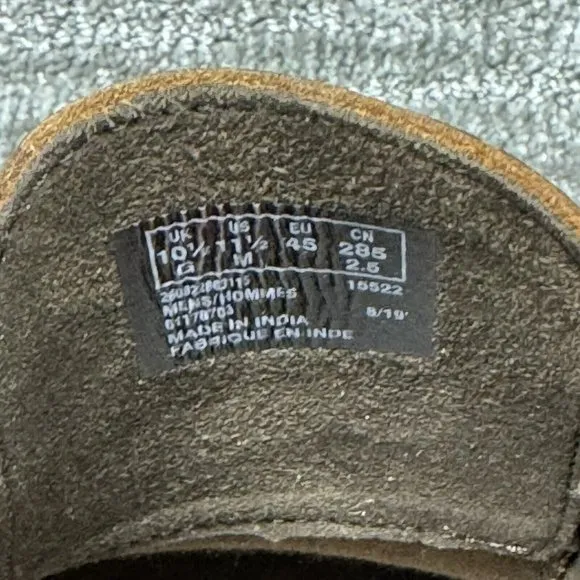 UK US EU CN
10½ 11½ 45 285
G M 2.5
15522
MENS/HOMMES
8/19'
MADE IN INDIA
FABRIQUE EN INDE